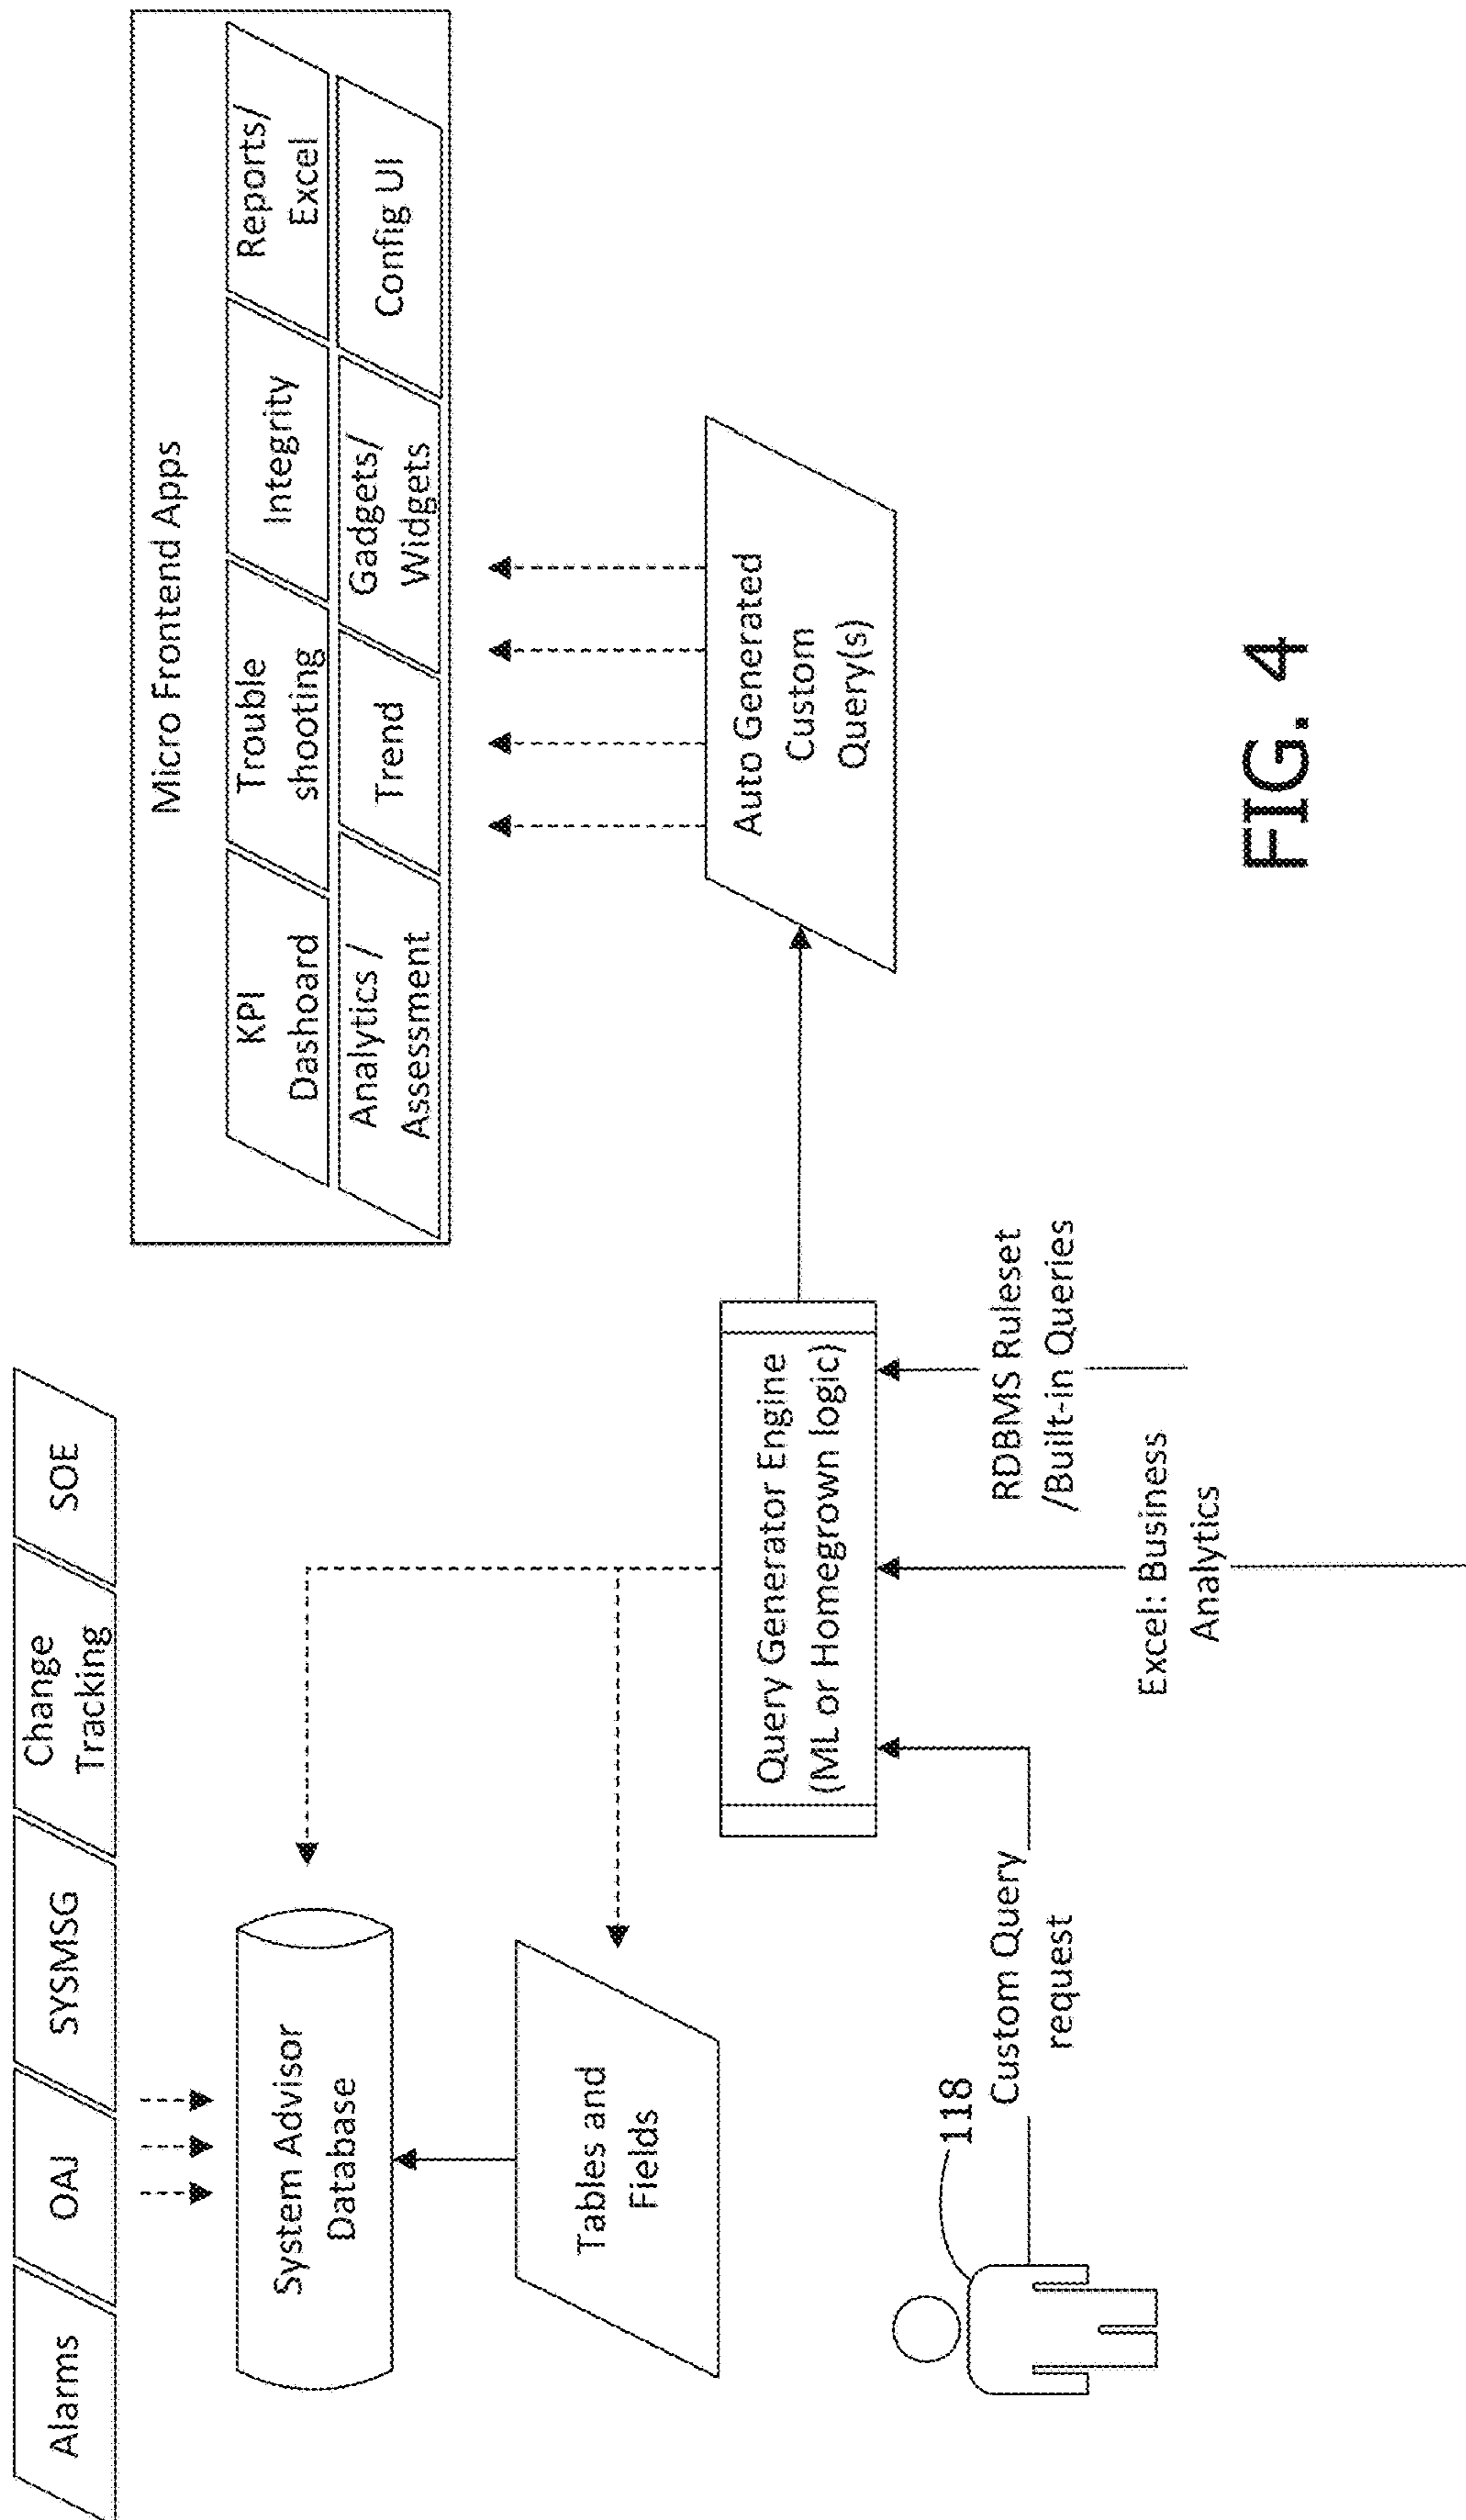 Alarms
OAJ
SYSMSG
Change
Tracking
SOE
Micro Frontend Apps
KPI
Dashoard
Trouble
shooting
Integrity
Reports/
Excel
Analytics /
Assessment
Trend
Gadgets/
Widgets
Config UI
System Advisor
Database
Tables and
Fields
Query Generator Engine
(ML or Homegrown logic)
Auto Generated
Custom
Query(s)
118
Custom Query
request
Excel: Business
Analytics
RDBMS Ruleset
/Built-in Queries
FIG. 4